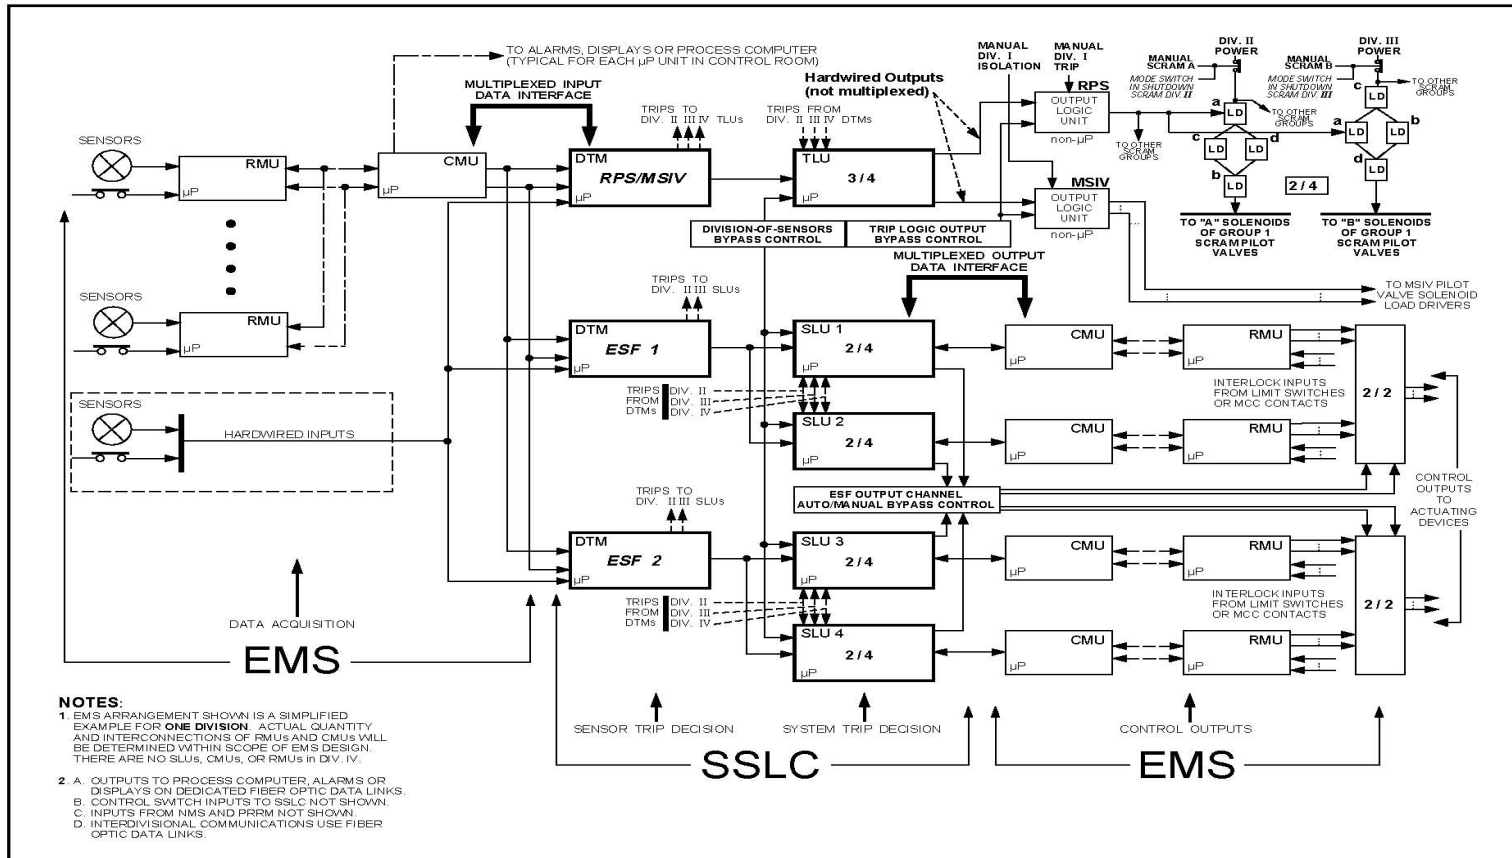 TO ALARMS, DISPLAYS OR PROCESS COMPUTER
(TYPICAL FOR EACH µP UNIT IN CONTROL ROOM)
MULTIPLEXED INPUT
DATA INTERFACE
SENSORS
RMU
µP
CMU
µP
TRIPS TO
DIV. II III IV TLUs
DTM
RPS/MSIV
µP
TRIPS FROM
DIV. II III IV DTMs
TLU
3/4
µP
Hardwired Outputs
(not multiplexed)
MANUAL
DIV. I
ISOLATION
MANUAL
DIV. I
TRIP
RPS
OUTPUT
LOGIC
UNIT
non-µP
MSIV
OUTPUT
LOGIC
UNIT
non-µP
TO OTHER
SCRAM
GROUPS
DIV. II
POWER
MANUAL
SCRAM A
MODE SWITCH
IN SHUTDOWN
SCRAM DIV. II
a
LD
TO OTHER
SCRAM
GROUPS
c
LD
d
LD
b
LD
TO "A" SOLENOIDS
OF GROUP 1
SCRAM PILOT
VALVES
2/4
DIV. III
POWER
MANUAL
SCRAM B
MODE SWITCH
IN SHUTDOWN
SCRAM DIV. III
TO OTHER
SCRAM GROUPS
c
LD
a
LD
b
LD
d
LD
TO "B" SOLENOIDS
OF GROUP 1
SCRAM PILOT
VALVES
DIVISION-OF-SENSORS
BYPASS CONTROL
TRIP LOGIC OUTPUT
BYPASS CONTROL
MULTIPLEXED OUTPUT
DATA INTERFACE
TO MSIV PILOT
VALVE SOLENOID
LOAD DRIVERS
SENSORS
RMU
µP
TRIPS TO
DIV. II III SLUs
DTM
ESF 1
µP
SLU 1
2/4
µP
CMU
µP
RMU
µP
TRIPS
FROM
DTMs
DIV. II
DIV. III
DIV. IV
INTERLOCK INPUTS
FROM LIMIT SWITCHES
OR MCC CONTACTS
2/2
SLU 2
2/4
µP
CMU
µP
RMU
µP
SENSORS
HARDWIRED INPUTS
ESF OUTPUT CHANNEL
AUTO/MANUAL BYPASS CONTROL
CONTROL
OUTPUTS
TO
ACTUATING
DEVICES
TRIPS TO
DIV. II III SLUs
DTM
ESF 2
µP
SLU 3
2/4
µP
CMU
µP
RMU
µP
TRIPS
FROM
DTMs
DIV. II
DIV. III
DIV. IV
INTERLOCK INPUTS
FROM LIMIT SWITCHES
OR MCC CONTACTS
2/2
SLU 4
2/4
µP
CMU
µP
RMU
µP
DATA ACQUISITION
EMS
SENSOR TRIP DECISION
SYSTEM TRIP DECISION
SSLC
CONTROL OUTPUTS
EMS
NOTES:
1. EMS ARRANGEMENT SHOWN IS A SIMPLIFIED
EXAMPLE FOR ONE DIVISION. ACTUAL QUANTITY
AND INTERCONNECTIONS OF RMUs AND CMUs WILL
BE DETERMINED WITHIN SCOPE OF EMS DESIGN.
THERE ARE NO SLUs, CMUs, OR RMUs in DIV. IV.
2. A. OUTPUTS TO PROCESS COMPUTER, ALARMS OR
DISPLAYS ON DEDICATED FIBER OPTIC DATA LINKS.
B. CONTROL SWITCH INPUTS TO SSLC NOT SHOWN.
C. INPUTS FROM NMS AND PRRM NOT SHOWN.
D. INTERDIVISIONAL COMMUNICATIONS USE FIBER
OPTIC DATA LINKS.